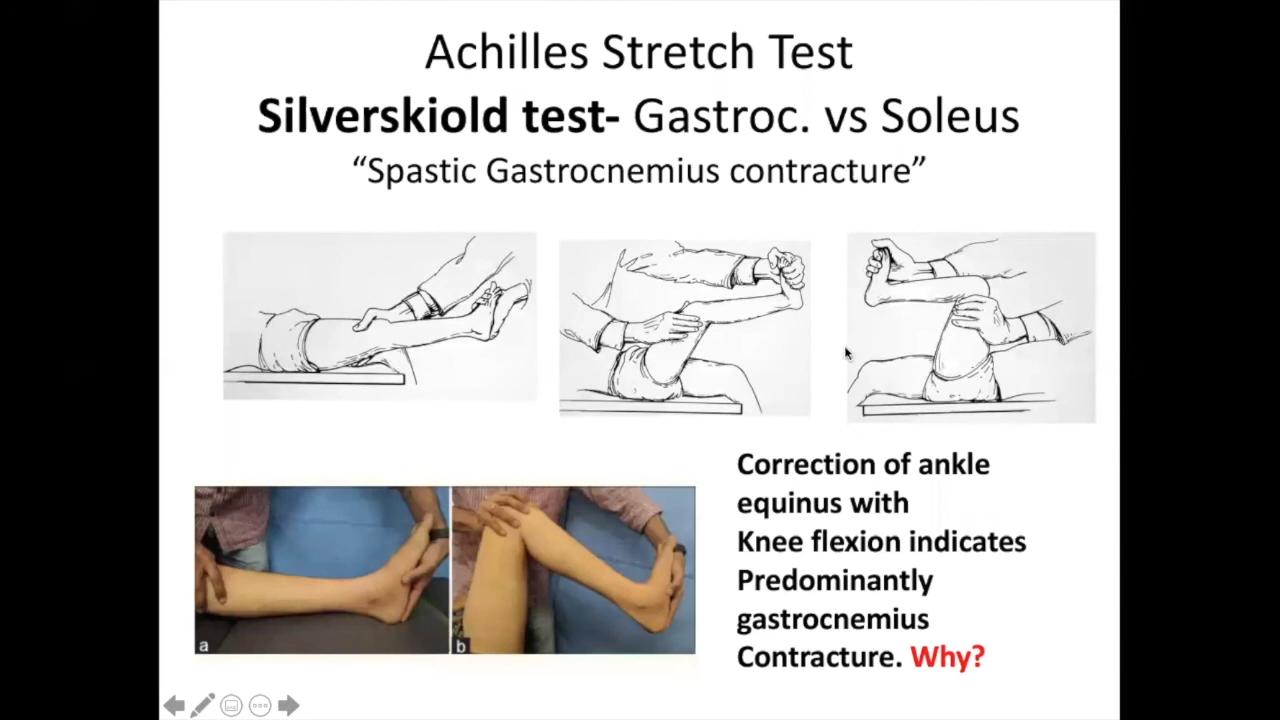 Achilles Stretch Test
Silverskiold test- Gastroc. vs Soleus
“Spastic Gastrocnemius contracture”
a
b
Correction of ankle
equinus with
Knee flexion indicates
Predominantly
gastrocnemius
Contracture. Why?